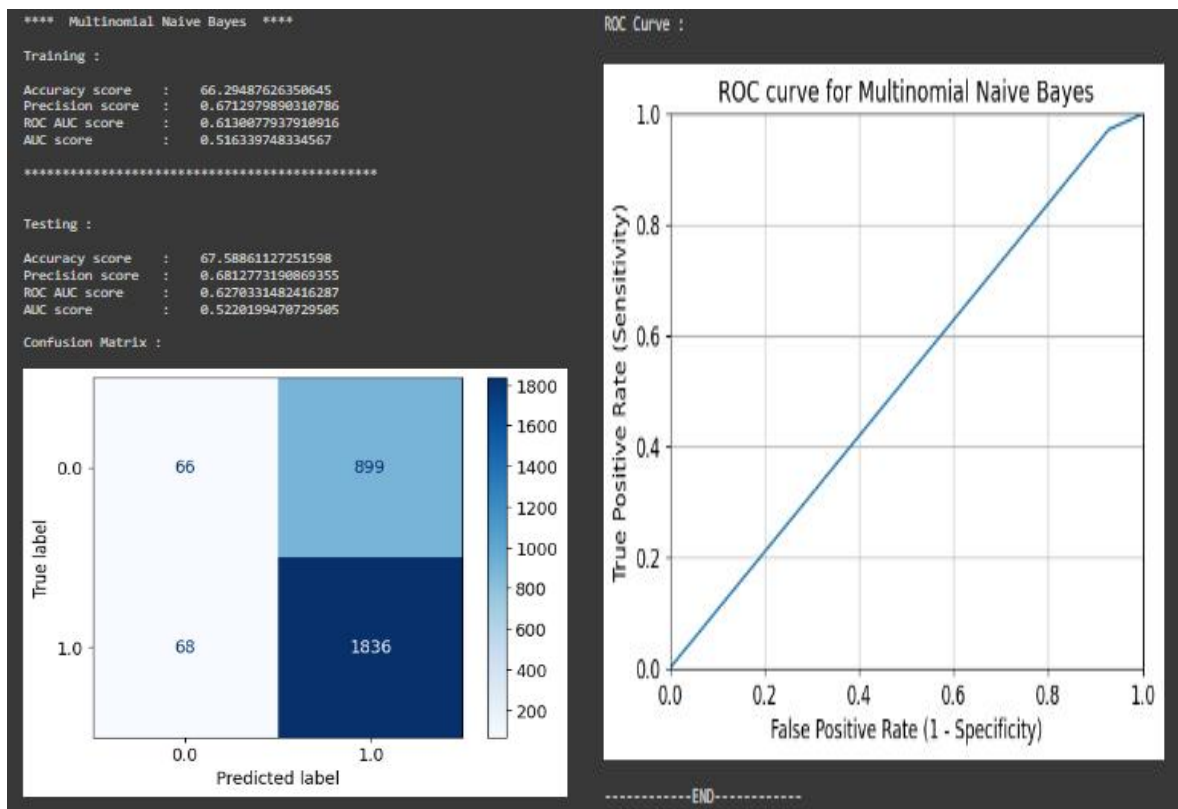 **** Multinomial Naive Bayes ****
Training :
Accuracy score : 66.29487626350645
Precision score : 0.6712979890310786
ROC AUC score : 0.6130077937910916
AUC score : 0.516339748334567
**********************************************
Testing :
Accuracy score : 67.58861127251598
Precision score : 0.6812773190869355
ROC AUC score : 0.6270331482416287
AUC score : 0.5220199470729505
Confusion Matrix :
True label
0.0
1.0
66
899
68
1836
0.0
1.0
Predicted label
1800
1600
1400
1200
1000
800
600
400
200
ROC Curve :
ROC curve for Multinomial Naive Bayes
True Positive Rate (Sensitivity)
1.0
0.8
0.6
0.4
0.2
0.0
0.0 0.2 0.4 0.6 0.8 1.0
False Positive Rate (1 - Specificity)
------------END------------